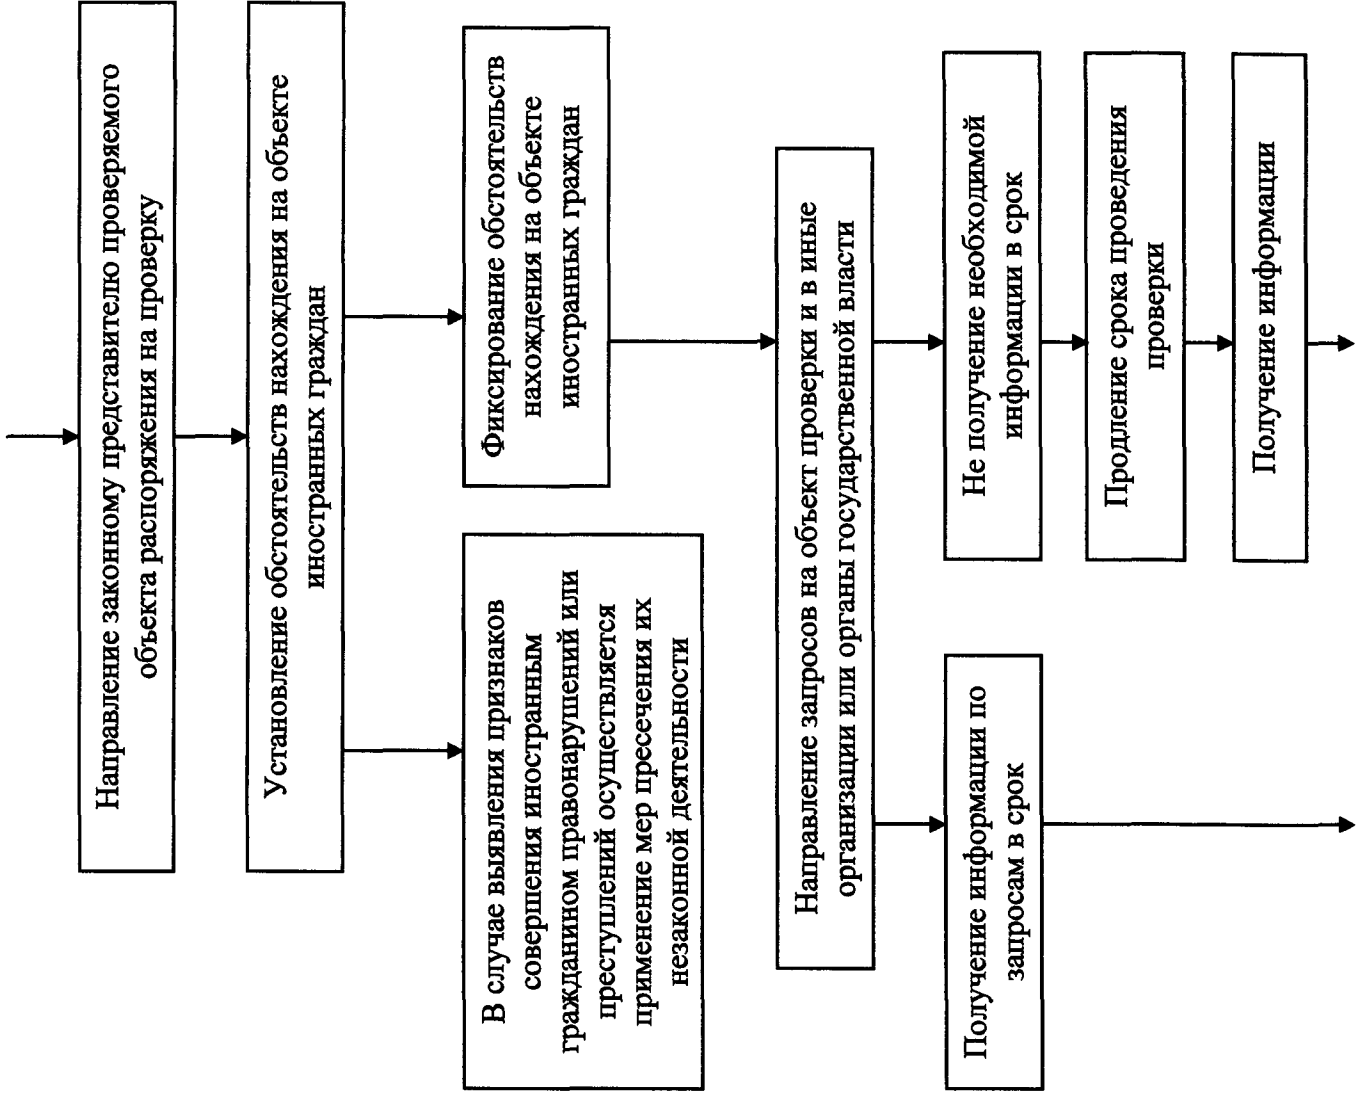 Направление законному представителю проверяемого
объекта распоряжения на проверку
Установление обстоятельств нахождения на объекте
иностранных граждан
В случае выявления признаков
совершения иностранным
гражданином правонарушений или
преступлений осуществляется
применение мер пресечения их
незаконной деятельности
Фиксирование обстоятельств
нахождения на объекте
иностранных граждан
Направление запросов на объект проверки и в иные
организации или органы государственной власти
Получение информации по
запросам в срок
Не получение необходимой
информации в срок
Продление срока проведения
проверки
Получение информации